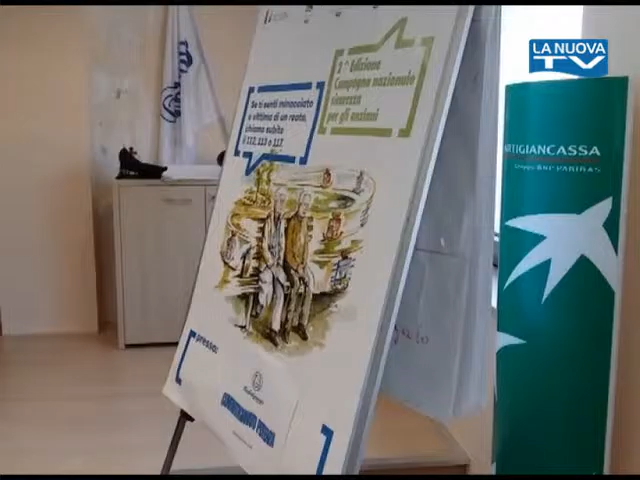 LA NUOVA
TV
2^ Edizione
Campagna nazionale
sicurezza
per gli anziani
Se ti senti minacciato
o vittima di un reato,
chiama subito
il 112, 113 o 117
ARTIGIANCASSA
GRUPPO BNP PARIBAS
presso: